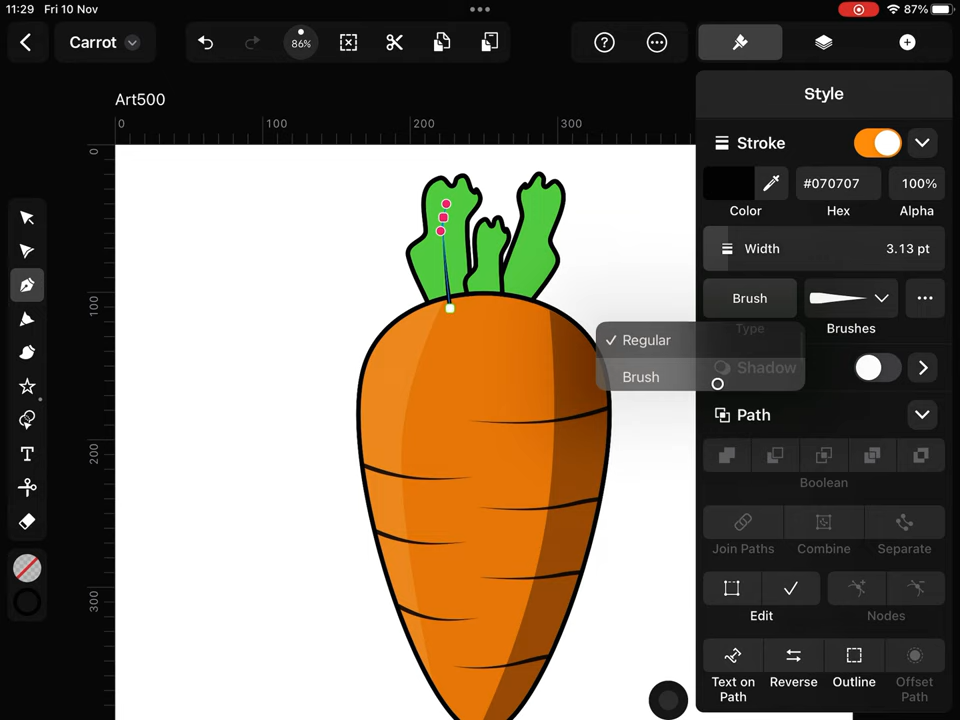 11:29 Fri 10 Nov
87%
Carrot
86%
Art500
0 100 200 300
0
100
200
300
T
Style
Stroke
#070707 100%
Color Hex Alpha
Width 3.13 pt
Brush
Type Brushes
Regular
Brush
Shadow
Path
Boolean
Join Paths Combine Separate
Edit Nodes
Text on Path Reverse Outline Offset Path